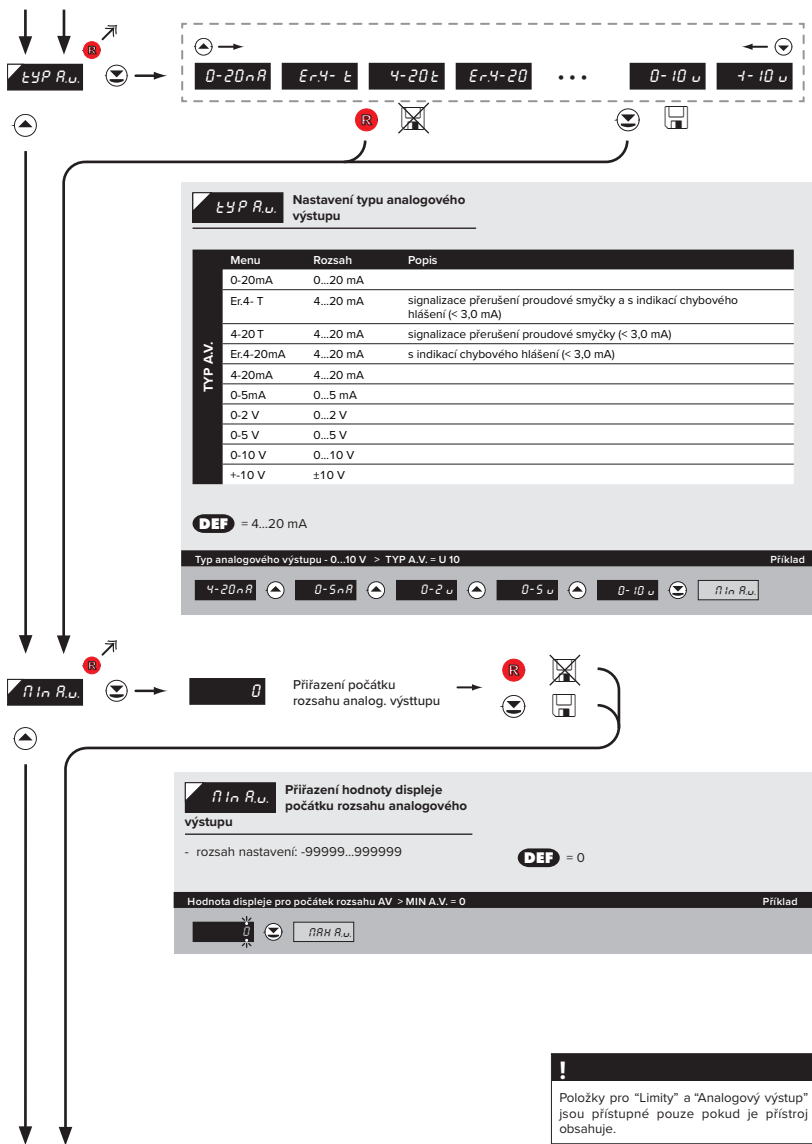 R
tYP A.v.
0-20mA Er.4- t 4-20t Er.4-20 ••• 0- 10 u +-10 u
R
tYP A.v. Nastavení typu analogového
výstupu
Menu Rozsah Popis
TYP A.V.
0-20mA 0...20 mA
Er.4- T 4...20 mA signalizace přerušení proudové smyčky a s indikací chybového
hlášení (< 3,0 mA)
4-20 T 4...20 mA signalizace přerušení proudové smyčky (< 3,0 mA)
Er.4-20mA 4...20 mA s indikací chybového hlášení (< 3,0 mA)
4-20mA 4...20 mA
0-5mA 0...5 mA
0-2 V 0...2 V
0-5 V 0...5 V
0-10 V 0...10 V
+-10 V ±10 V
DEF = 4...20 mA
Typ analogového výstupu - 0...10 V > TYP A.V. = U 10 Příklad
4-20mA 0-5mA 0-2 u 0-5 u 0- 10 u MIn A.v.
R
MIn A.v. 0 Přiřazení počátku
rozsahu analog. výsttupu
R
MIn A.v. Přiřazení hodnoty displeje
počátku rozsahu analogového
výstupu
- rozsah nastavení: -99999...999999 DEF = 0
Hodnota displeje pro počátek rozsahu AV > MIN A.V. = 0 Příklad
0 MAH A.v.
!
Položky pro “Limity” a “Analogový výstup”
jsou přístupné pouze pokud je přístroj
obsahuje.